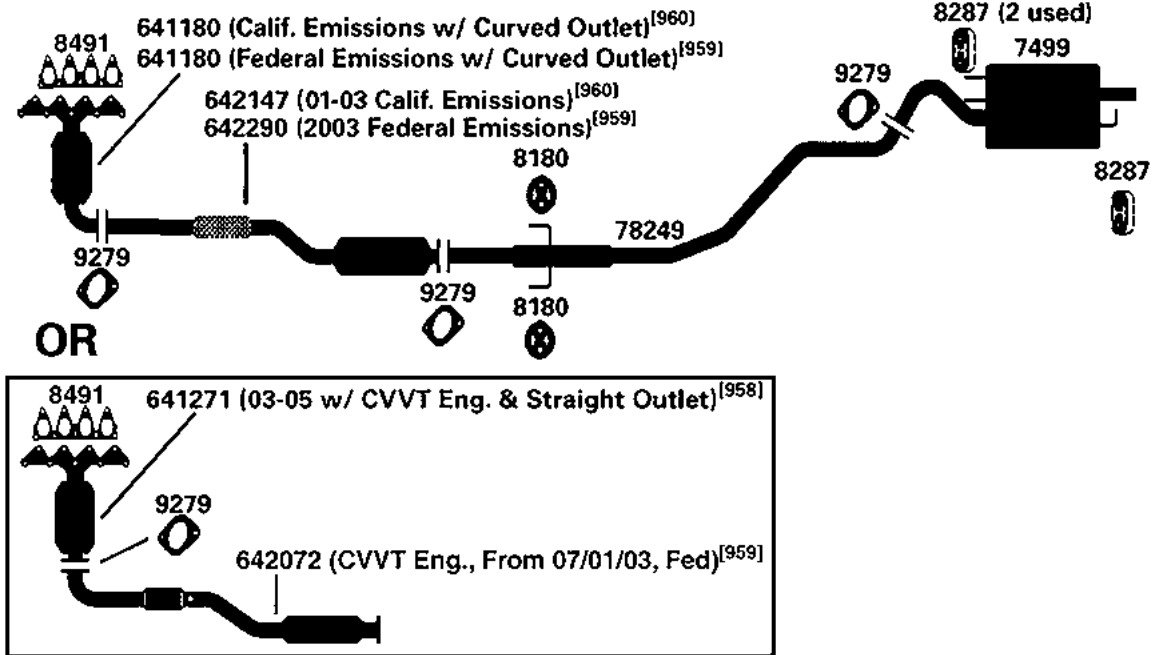 8491
641180 (Calif. Emissions w/ Curved Outlet)[960]
641180 (Federal Emissions w/ Curved Outlet)[959]
642147 (01-03 Calif. Emissions)[960]
642290 (2003 Federal Emissions)[959]
8287 (2 used)
7499
9279
8180
8287
78249
9279
9279
8180
OR
8491
641271 (03-05 w/ CVVT Eng. & Straight Outlet)[958]
9279
642072 (CVVT Eng., From 07/01/03, Fed)[959]